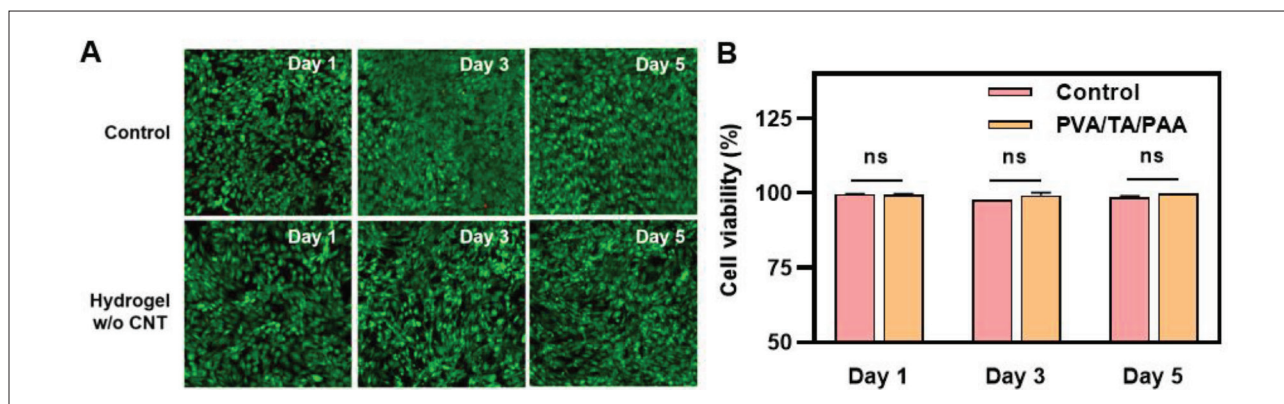 A
Day 1
Day 3
Day 5
Control
Day 1
Day 3
Day 5
Hydrogel
w/o CNT
B
Control
PVA/TA/PAA
Cell viability (%)
125
100
75
50
ns
ns
ns
Day 1
Day 3
Day 5